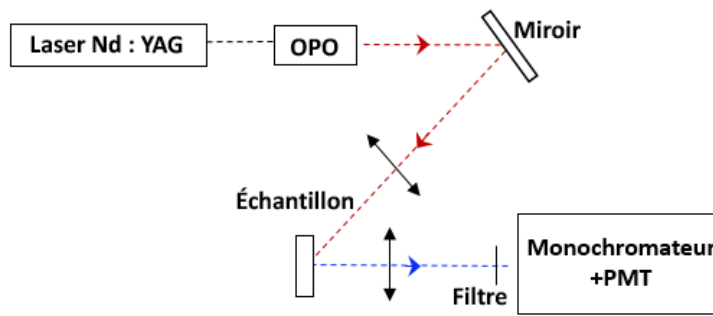 Miroir
Laser Nd : YAG
OPO
Échantillon
Monochromateur
+PMT
Filtre